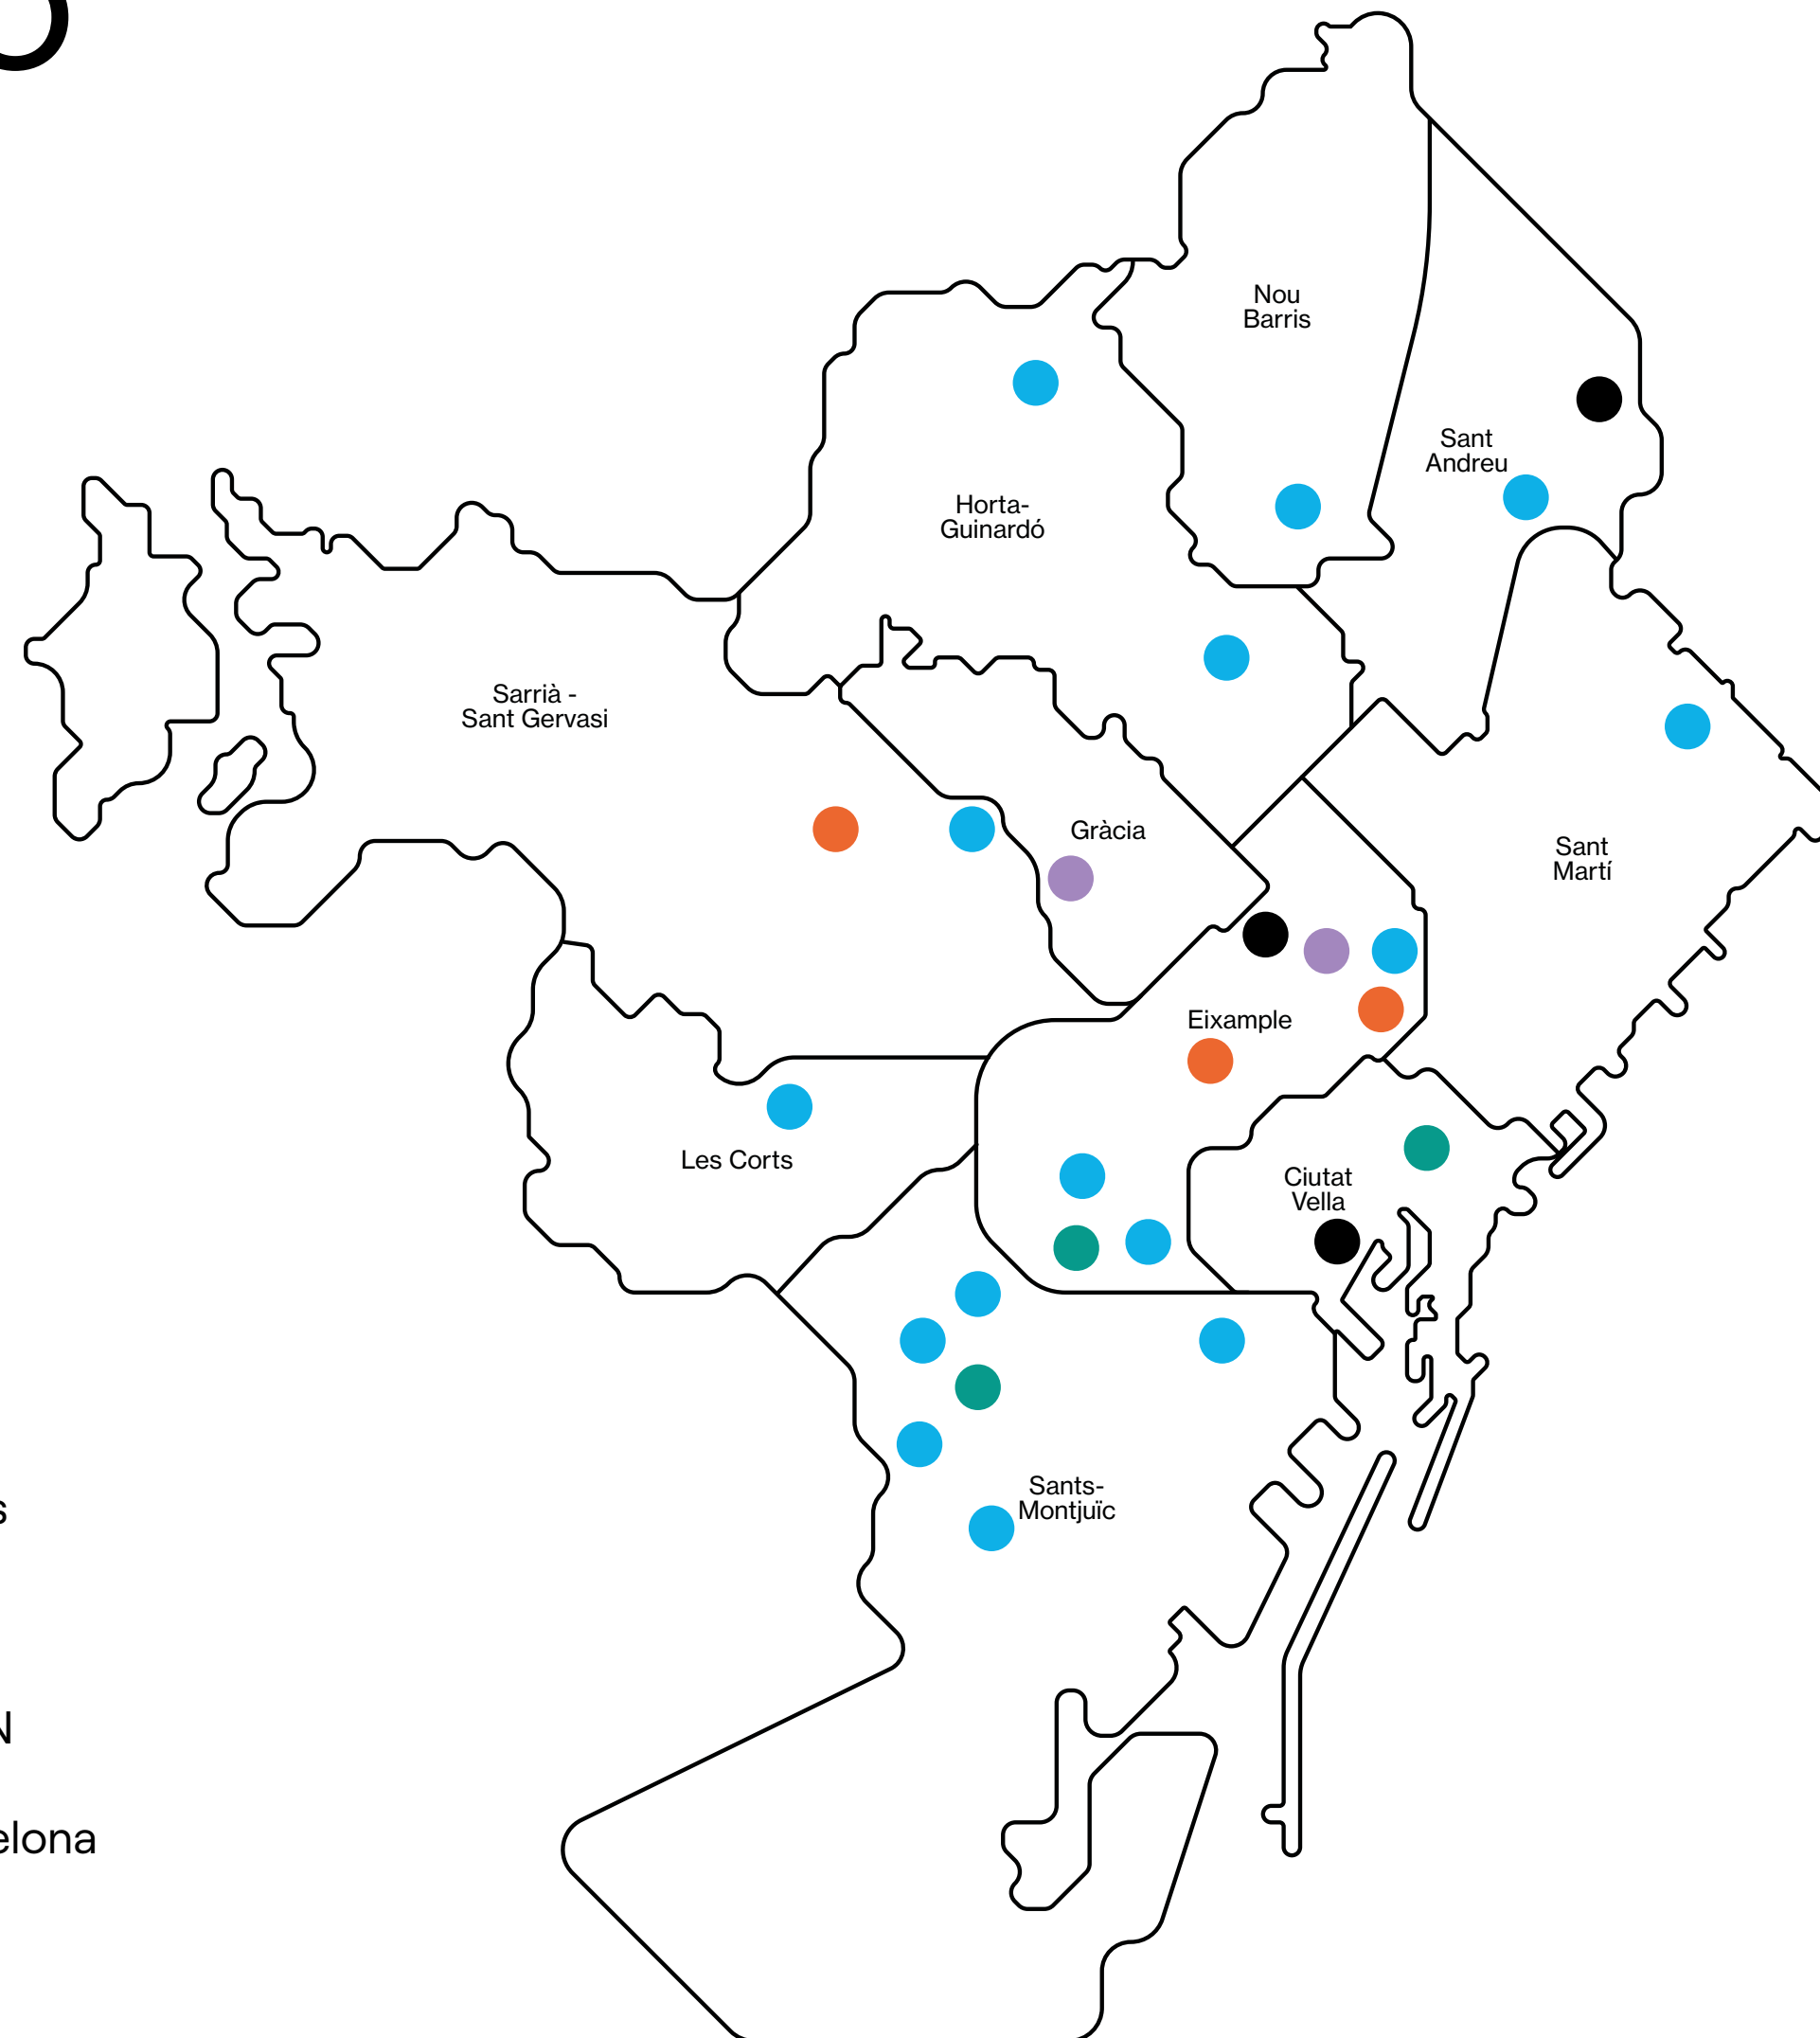 Nou
Barris
Sant
Andreu
Horta-
Guinardó
Sarrià -
Sant Gervasi
Gràcia
Sant
Martí
Eixample
Les Corts
Ciutat
Vella
Sants-
Montjuïc
s
N
elona